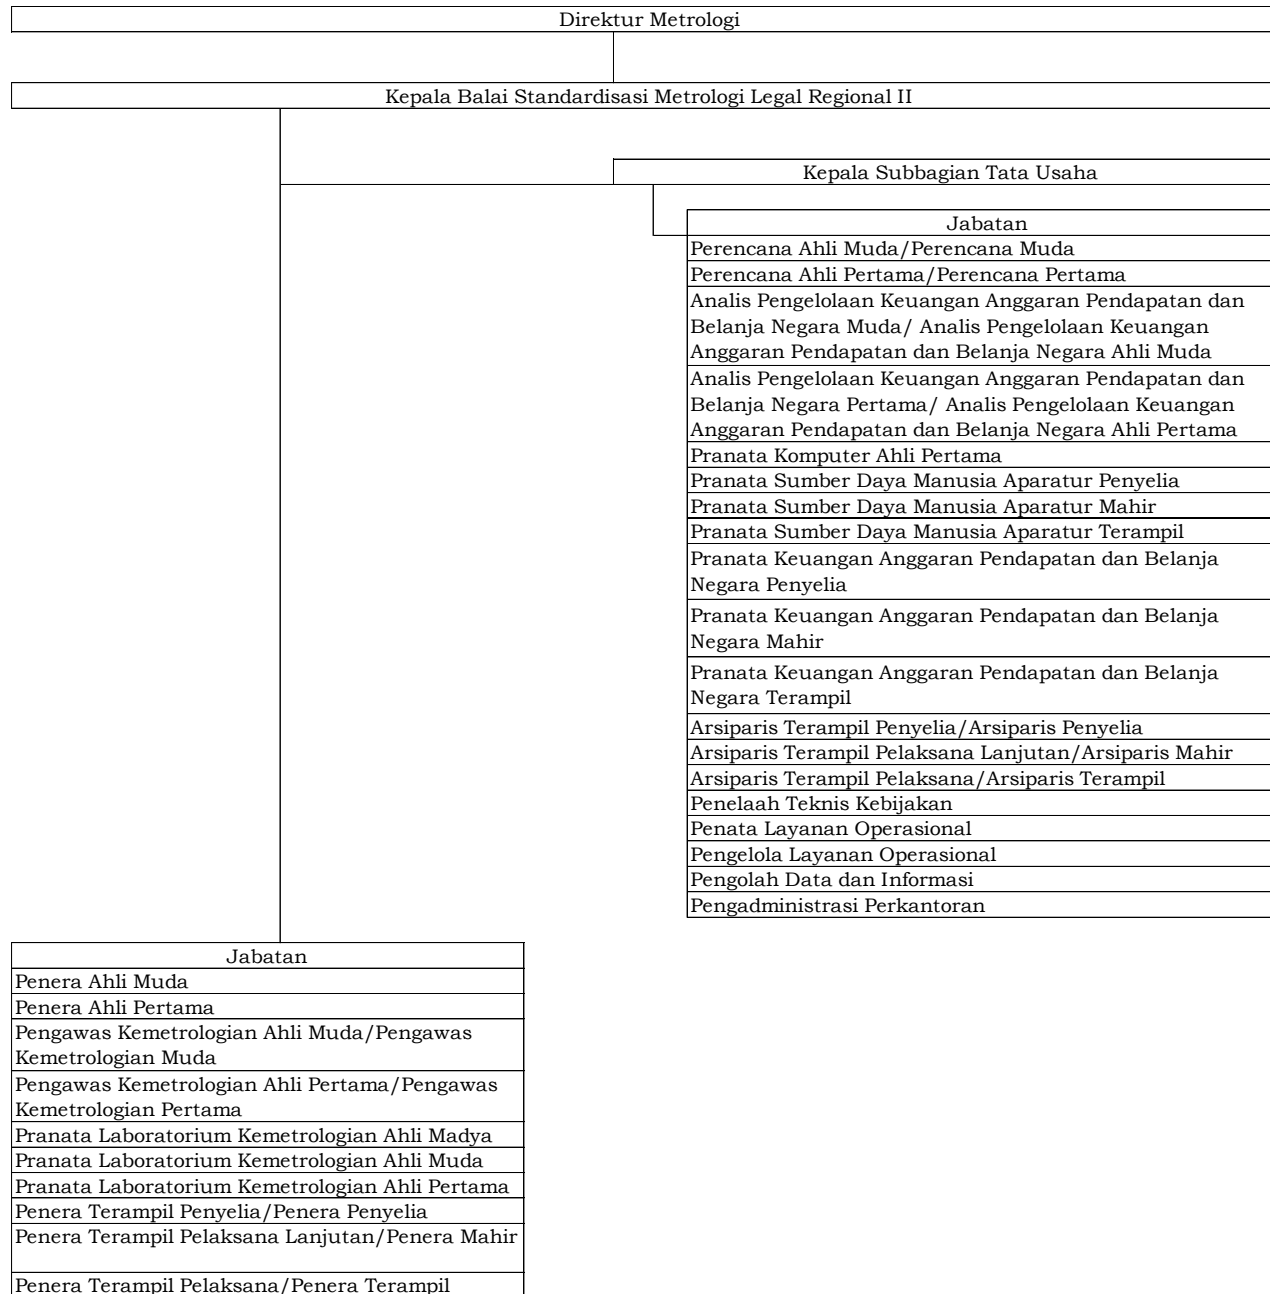 Direktur Metrologi
Kepala Balai Standardisasi Metrologi Legal Regional II
Kepala Subbagian Tata Usaha
Jabatan
Perencana Ahli Muda/Perencana Muda
Perencana Ahli Pertama/Perencana Pertama
Analis Pengelolaan Keuangan Anggaran Pendapatan dan
Belanja Negara Muda/ Analis Pengelolaan Keuangan
Anggaran Pendapatan dan Belanja Negara Ahli Muda
Analis Pengelolaan Keuangan Anggaran Pendapatan dan
Belanja Negara Pertama/ Analis Pengelolaan Keuangan
Anggaran Pendapatan dan Belanja Negara Ahli Pertama
Pranata Komputer Ahli Pertama
Pranata Sumber Daya Manusia Aparatur Penyelia
Pranata Sumber Daya Manusia Aparatur Mahir
Pranata Sumber Daya Manusia Aparatur Terampil
Pranata Keuangan Anggaran Pendapatan dan Belanja
Negara Penyelia
Pranata Keuangan Anggaran Pendapatan dan Belanja
Negara Mahir
Pranata Keuangan Anggaran Pendapatan dan Belanja
Negara Terampil
Arsiparis Terampil Penyelia/Arsiparis Penyelia
Arsiparis Terampil Pelaksana Lanjutan/Arsiparis Mahir
Arsiparis Terampil Pelaksana/Arsiparis Terampil
Penelaah Teknis Kebijakan
Penata Layanan Operasional
Pengelola Layanan Operasional
Pengolah Data dan Informasi
Pengadministrasi Perkantoran
Jabatan
Penera Ahli Muda
Penera Ahli Pertama
Pengawas Kemetrologian Ahli Muda/Pengawas
Kemetrologian Muda
Pengawas Kemetrologian Ahli Pertama/Pengawas
Kemetrologian Pertama
Pranata Laboratorium Kemetrologian Ahli Madya
Pranata Laboratorium Kemetrologian Ahli Muda
Pranata Laboratorium Kemetrologian Ahli Pertama
Penera Terampil Penyelia/Penera Penyelia
Penera Terampil Pelaksana Lanjutan/Penera Mahir
Penera Terampil Pelaksana/Penera Terampil